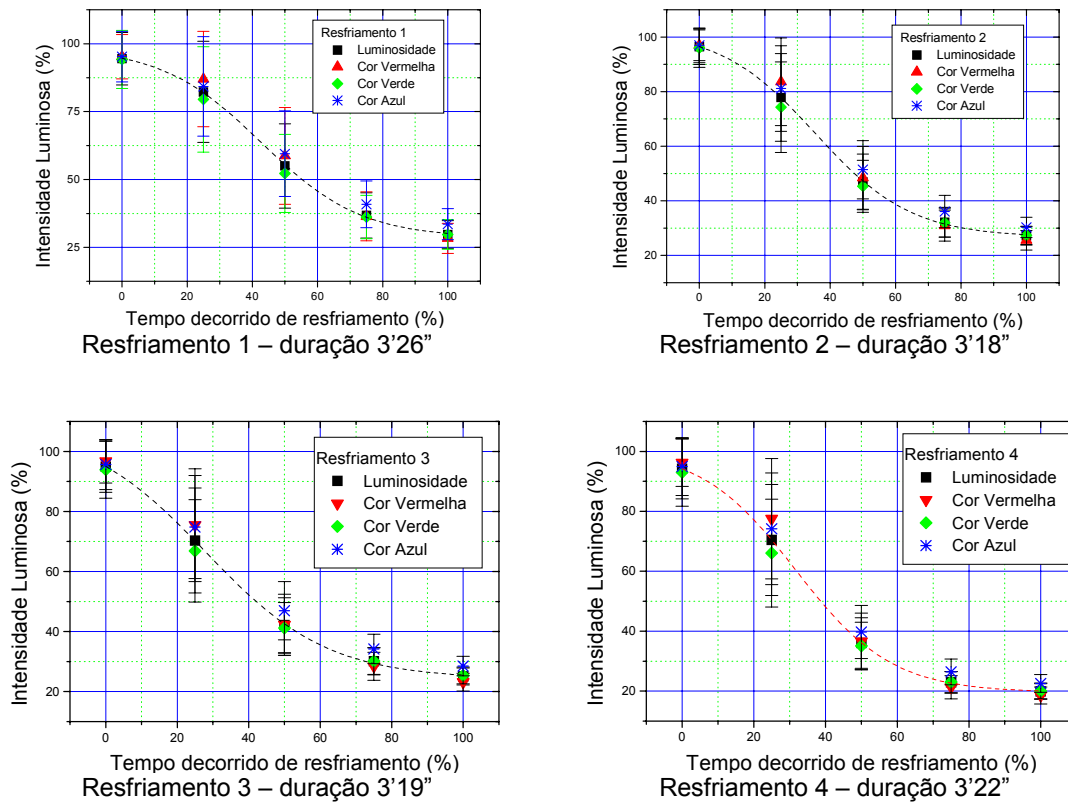 Resfriamento 1
Luminosidade
Cor Vermelha
Cor Verde
Cor Azul
Intensidade Luminosa (%)
100
75
50
25
0 20 40 60 80 100
Tempo decorrido de resfriamento (%)
Resfriamento 1 – duração 3'26”
Resfriamento 2
Luminosidade
Cor Vermelha
Cor Verde
Cor Azul
Intensidade Luminosa (%)
100
80
60
40
20
0 20 40 60 80 100
Tempo decorrido de resfriamento (%)
Resfriamento 2 – duração 3'18”
Resfriamento 3
Luminosidade
Cor Vermelha
Cor Verde
Cor Azul
Intensidade Luminosa (%)
100
80
60
40
20
0 20 40 60 80 100
Tempo decorrido de resfriamento (%)
Resfriamento 3 – duração 3'19”
Resfriamento 4
Luminosidade
Cor Vermelha
Cor Verde
Cor Azul
Intensidade Luminosa (%)
100
80
60
40
20
0 20 40 60 80 100
Tempo decorrido de resfriamento (%)
Resfriamento 4 – duração 3'22”